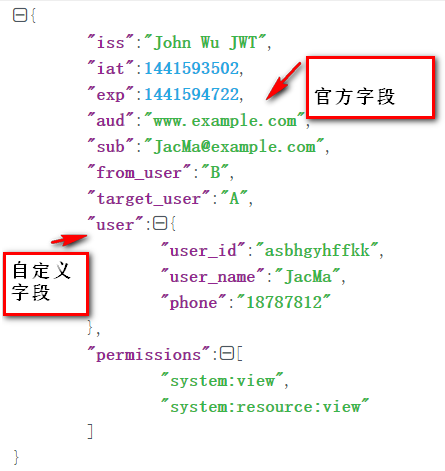 {
"iss":"John Wu JWT",
"iat":1441593502,
"exp":1441594722,
官方字段
"aud":"www.example.com",
"sub":"JacMa@example.com",
"from_user":"B",
"target_user":"A",
"user":{
自定义
字段
"user_id":"asbhgyhffkk",
"user_name":"JacMa",
"phone":"18787812"
},
"permissions":[
"system:view",
"system:resource:view"
]
}